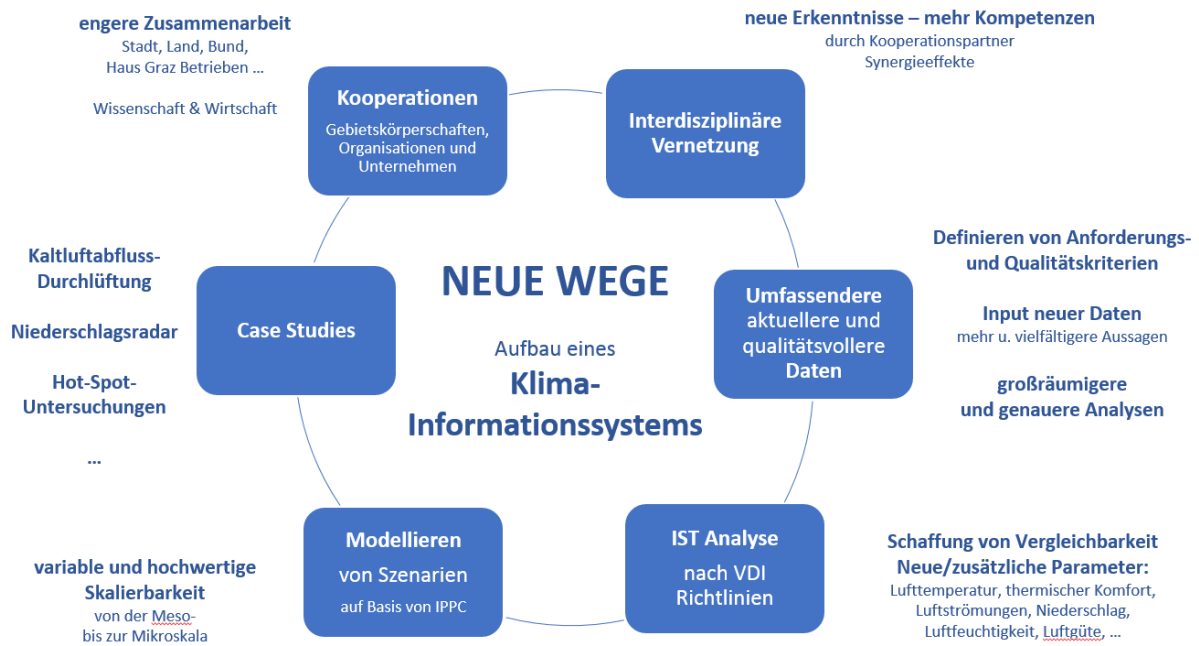 engere Zusammenarbeit
Stadt, Land, Bund,
Haus Graz Betrieben ...
Wissenschaft & Wirtschaft
neue Erkenntnisse – mehr Kompetenzen
durch Kooperationspartner
Synergieeffekte
Kooperationen
Gebietskörperschaften,
Organisationen und
Unternehmen
Interdisziplinäre
Vernetzung
Kaltluftabfluss-
Durchlüftung
Niederschlagsradar
Hot-Spot-
Untersuchungen
...
Case Studies
NEUE WEGE
Aufbau eines
Klima-
Informationssystems
Umfassendere
aktuellere und
qualitätsvollere
Daten
Definieren von Anforderungs-
und Qualitätskriterien
Input neuer Daten
mehr u. vielfältigere Aussagen
großräumigere
und genauere Analysen
variable und hochwertige
Skalierbarkeit
von der Meso-
bis zur Mikroskala
Modellieren
von Szenarien
auf Basis von IPPC
IST Analyse
nach VDI
Richtlinien
Schaffung von Vergleichbarkeit
Neue/zusätzliche Parameter:
Lufttemperatur, thermischer Komfort,
Luftströmungen, Niederschlag,
Luftfeuchtigkeit, Luftgüte, ...